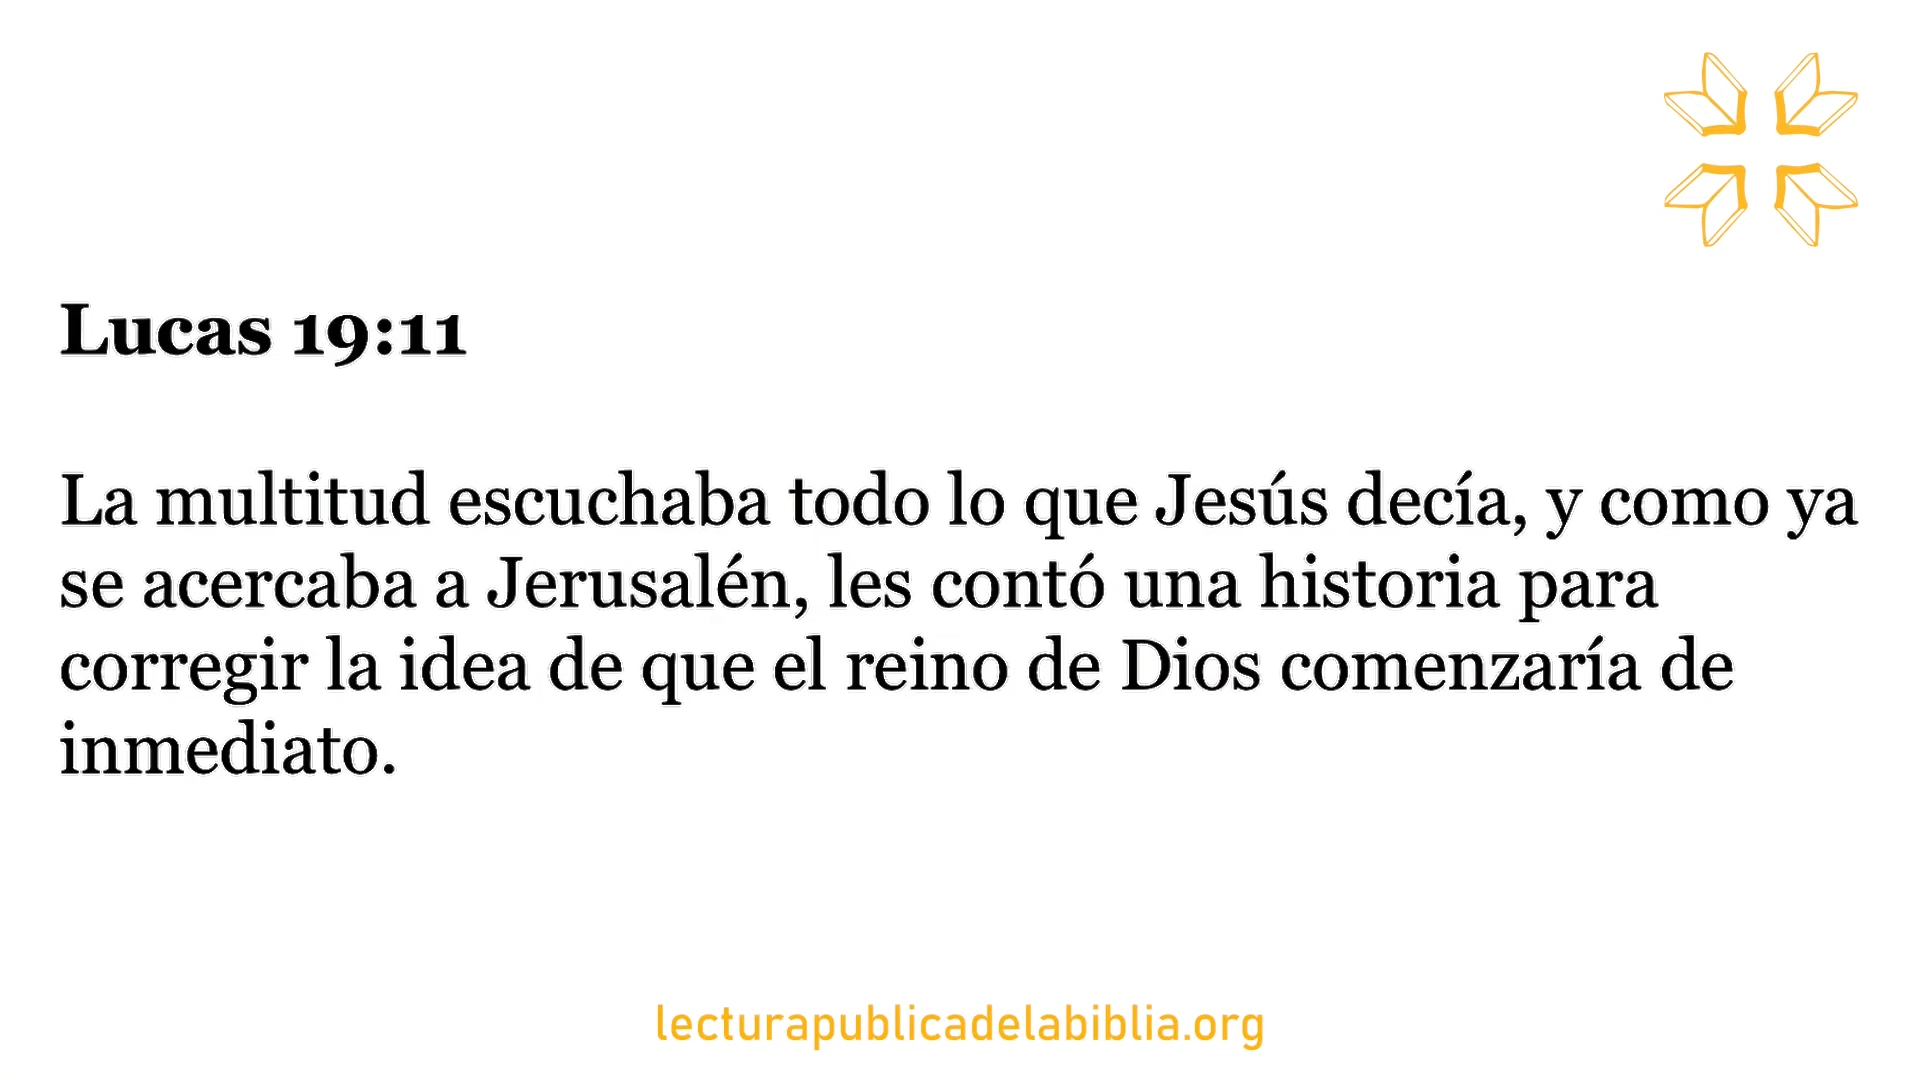 Lucas 19:11
La multitud escuchaba todo lo que Jesús decía, y como ya
se acercaba a Jerusalén, les contó una historia para
corregir la idea de que el reino de Dios comenzaría de
inmediato.
lecturapublicadelabiblia.org